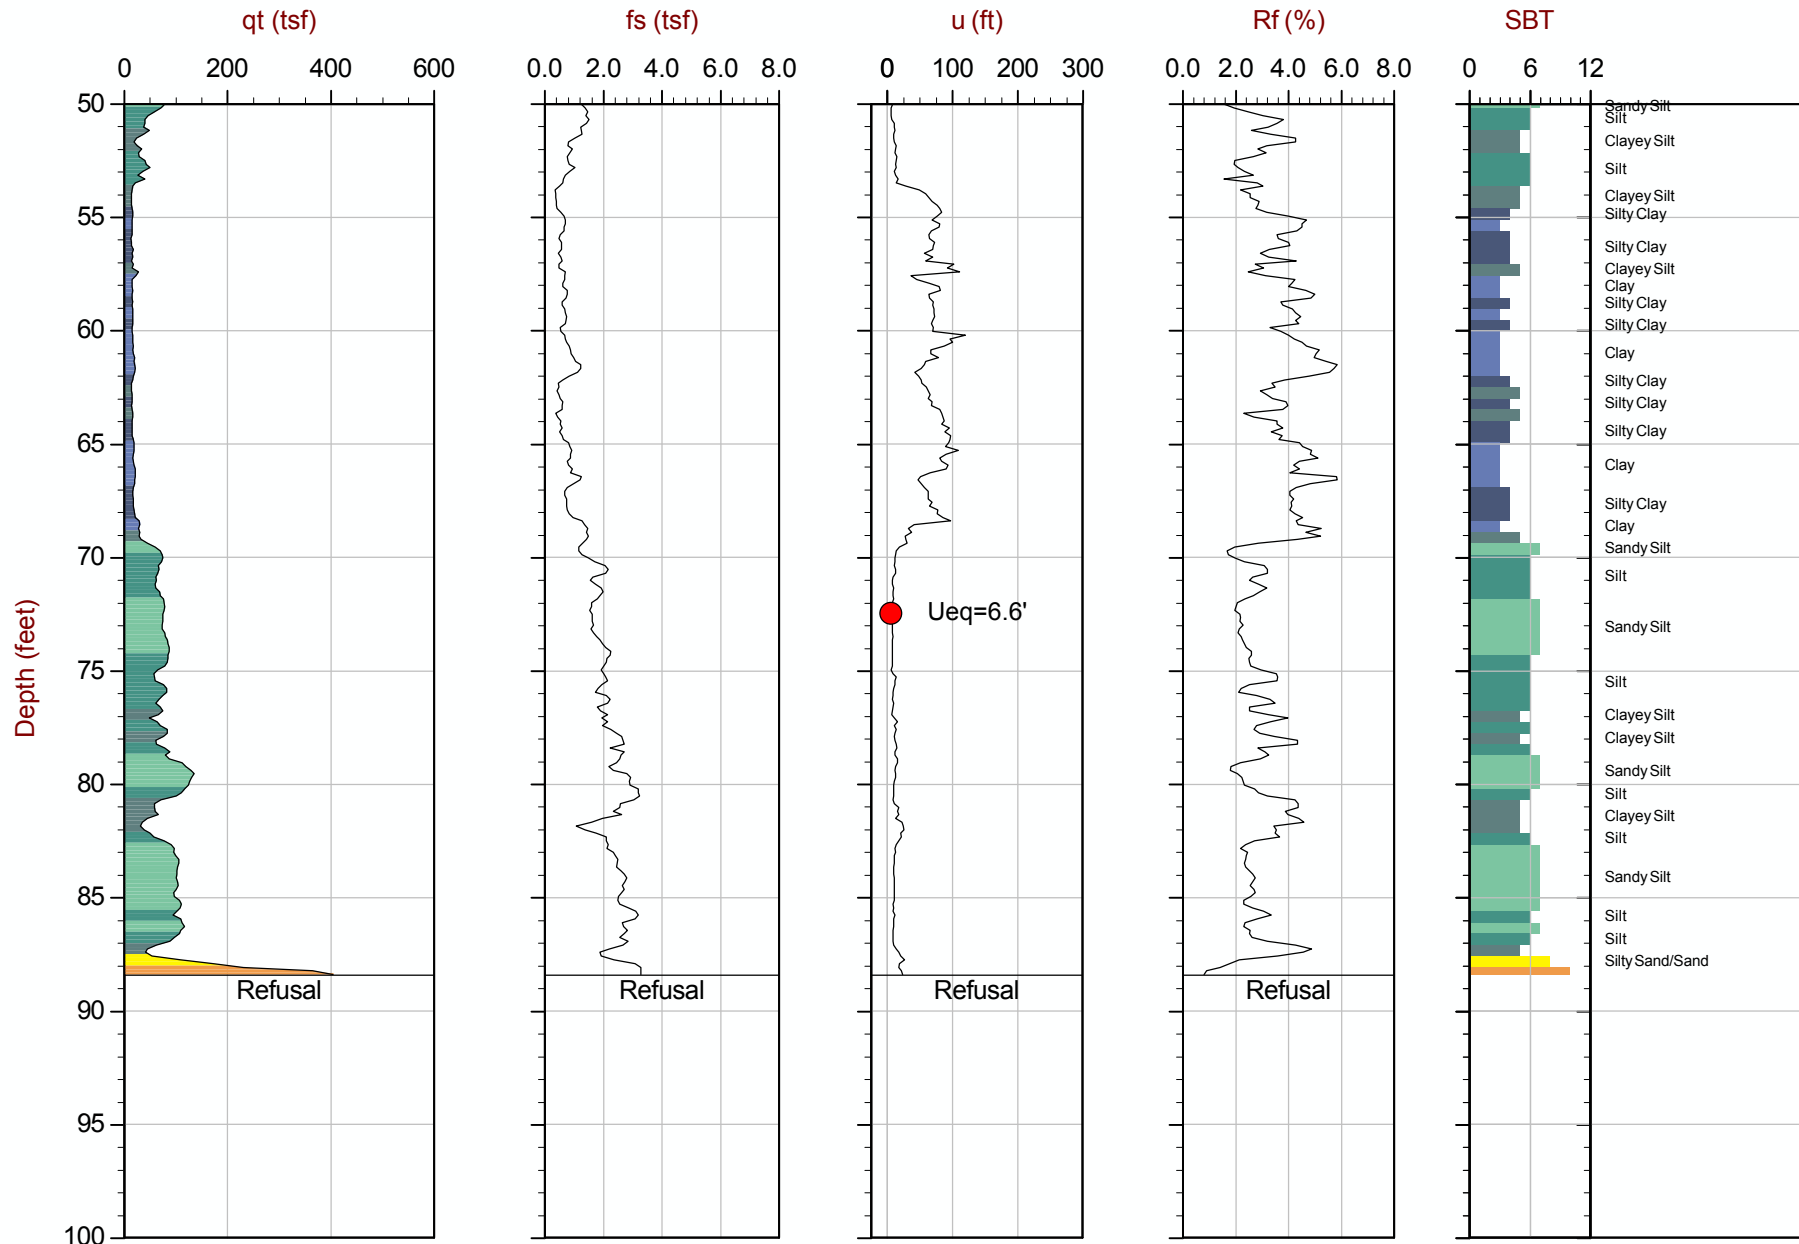 qt (tsf) fs (tsf) u (ft) Rf (%) SBT
0 200 400 600 0.0 2.0 4.0 6.0 8.0 0 100 200 300 0.0 2.0 4.0 6.0 8.0 0 6 12
50
Sandy Silt
Silt
Clayey Silt
Silt
Clayey Silt
Silty Clay
55
Silty Clay
Clayey Silt
Clay
Silty Clay
Silty Clay
60
Clay
Silty Clay
Silty Clay
Silty Clay
65
Clay
Silty Clay
Clay
Sandy Silt
70
Silt
Ueq=6.6'
Sandy Silt
Depth (feet)
75
Silt
Clayey Silt
Clayey Silt
Sandy Silt
80
Silt
Clayey Silt
Silt
Sandy Silt
85
Silt
Silt
Silty Sand/Sand
Refusal Refusal Refusal Refusal
90
95
100